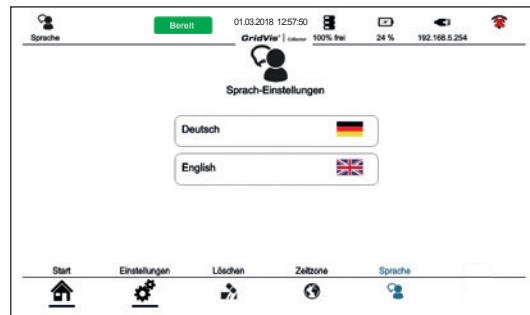 Bereit
01.03.2018 12:57:50
Sprache
GridVis® | Collector
100% frei
24 %
192.168.5.254
Sprach-Einstellungen
Deutsch
English
Start Einstellungen Löschen Zeitzone Sprache